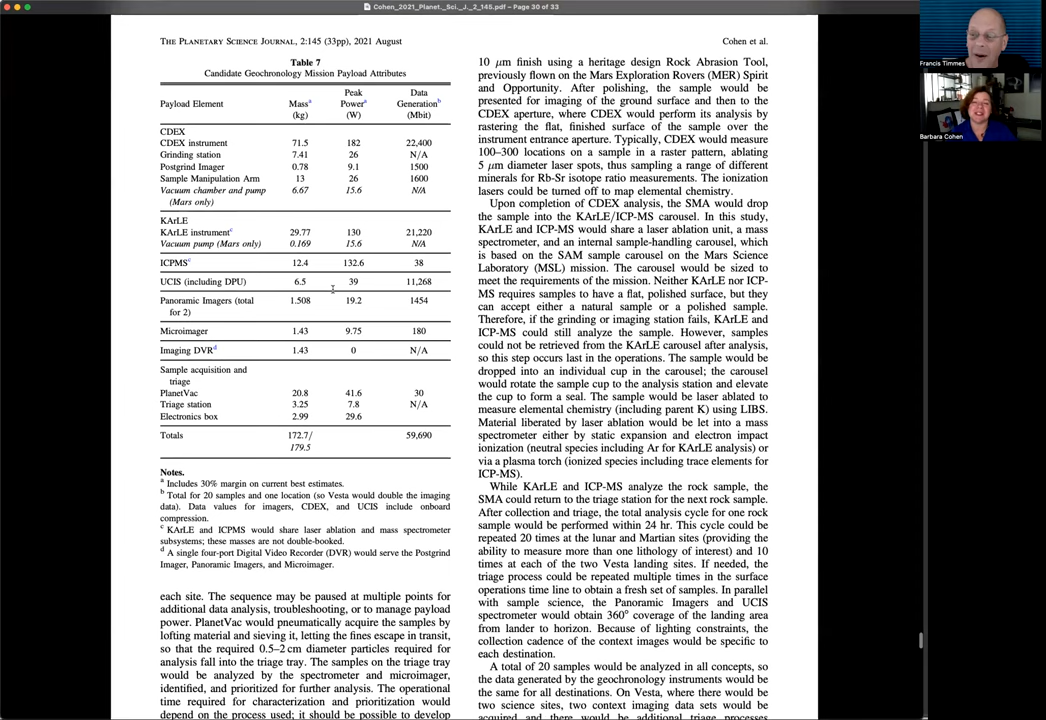 Cohen_2021_Planet._Sci._J._2_145.pdf – Page 30 of 33
THE PLANETARY SCIENCE JOURNAL, 2:145 (33pp), 2021 August
Cohen et al.
Table 7
Candidate Geochronology Mission Payload Attributes
Payload Element Mass^a (kg) Peak Power^a (W) Data Generation^b (Mbit)
CDEX
CDEX instrument 71.5 182 22,400
Grinding station 7.41 26 N/A
Postgrind Imager 0.78 9.1 1500
Sample Manipulation Arm 13 26 1600
Vacuum chamber and pump (Mars only) 6.67 15.6 N/A
KArLE
KArLE instrument^c 29.77 130 21,220
Vacuum pump (Mars only) 0.169 15.6 N/A
ICPMS^c 12.4 132.6 38
UCIS (including DPU) 6.5 39 11,268
Panoramic Imagers (total for 2) 1.508 19.2 1454
Microimager 1.43 9.75 180
Imaging DVR^d 1.43 0 N/A
Sample acquisition and triage
PlanetVac 20.8 41.6 30
Triage station 3.25 7.8 N/A
Electronics box 2.99 29.6
Totals 172.7/ 59,690
179.5
Notes.
^a Includes 30% margin on current best estimates.
^b Total for 20 samples and one location (so Vesta would double the imaging
data). Data values for imagers, CDEX, and UCIS include onboard
compression.
^c KArLE and ICPMS would share laser ablation and mass spectrometer
subsystems; these masses are not double-booked.
^d A single four-port Digital Video Recorder (DVR) would serve the Postgrind
Imager, Panoramic Imagers, and Microimager.
each site. The sequence may be paused at multiple points for
additional data analysis, troubleshooting, or to manage payload
power. PlanetVac would pneumatically acquire the samples by
lofting material and sieving it, letting the fines escape in transit,
so that the required 0.5–2 cm diameter particles required for
analysis fall into the triage tray. The samples on the triage tray
would be analyzed by the spectrometer and microimager,
identified, and prioritized for further analysis. The operational
time required for characterization and prioritization would
depend on the process used; it should be possible to develop
10 μm finish using a heritage design Rock Abrasion Tool,
previously flown on the Mars Exploration Rovers (MER) Spirit
and Opportunity. After polishing, the sample would be
presented for imaging of the ground surface and then to the
CDEX aperture, where CDEX would perform its analysis by
rastering the flat, finished surface of the sample over the
instrument entrance aperture. Typically, CDEX would measure
100–300 locations on a sample in a raster pattern, ablating
5 μm diameter laser spots, thus sampling a range of different
minerals for Rb-Sr isotope ratio measurements. The ionization
lasers could be turned off to map elemental chemistry.
Upon completion of CDEX analysis, the SMA would drop
the sample into the KArLE/ICP-MS carousel. In this study,
KArLE and ICP-MS would share a laser ablation unit, a mass
spectrometer, and an internal sample-handling carousel, which
is based on the SAM sample carousel on the Mars Science
Laboratory (MSL) mission. The carousel would be sized to
meet the requirements of the mission. Neither KArLE nor ICP-
MS requires samples to have a flat, polished surface, but they
can accept either a natural sample or a polished sample.
Therefore, if the grinding or imaging station fails, KArLE and
ICP-MS could still analyze the sample. However, samples
could not be retrieved from the KArLE carousel after analysis,
so this step occurs last in the operations. The sample would be
dropped into an individual cup in the carousel; the carousel
would rotate the sample cup to the analysis station and elevate
the cup to form a seal. The sample would be laser ablated to
measure elemental chemistry (including parent K) using LIBS.
Material liberated by laser ablation would be let into a mass
spectrometer either by static expansion and electron impact
ionization (neutral species including Ar for KArLE analysis) or
via a plasma torch (ionized species including trace elements for
ICP-MS).
While KArLE and ICP-MS analyze the rock sample, the
SMA could return to the triage station for the next rock sample.
After collection and triage, the total analysis cycle for one rock
sample would be performed within 24 hr. This cycle could be
repeated 20 times at the lunar and Martian sites (providing the
ability to measure more than one lithology of interest) and 10
times at each of the two Vesta landing sites. If needed, the
triage process could be repeated multiple times in the surface
operations time line to obtain a fresh set of samples. In parallel
with sample science, the Panoramic Imagers and UCIS
spectrometer would obtain 360° coverage of the landing area
from lander to horizon. Because of lighting constraints, the
collection cadence of the context images would be specific to
each destination.
A total of 20 samples would be analyzed in all concepts, so
the data generated by the geochronology instruments would be
the same for all destinations. On Vesta, where there would be
two science sites, two context imaging data sets would be
acquired and there would be additional triage processes
Francis Timmes
Barbara Cohen